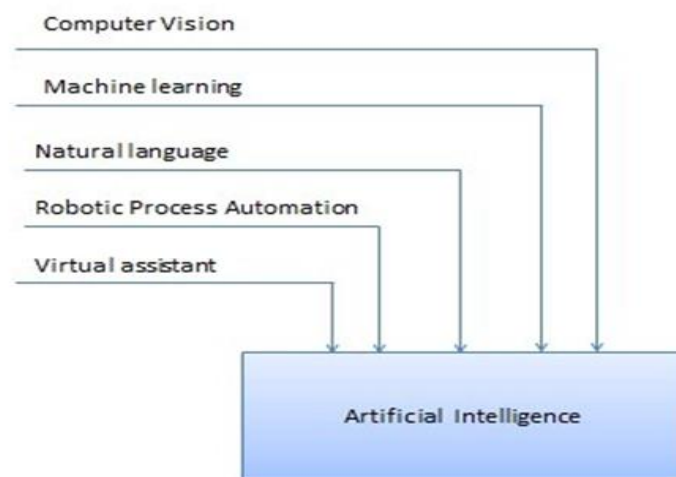 Computer Vision
Machine learning
Natural language
Robotic Process Automation
Virtual assistant
Artificial Intelligence